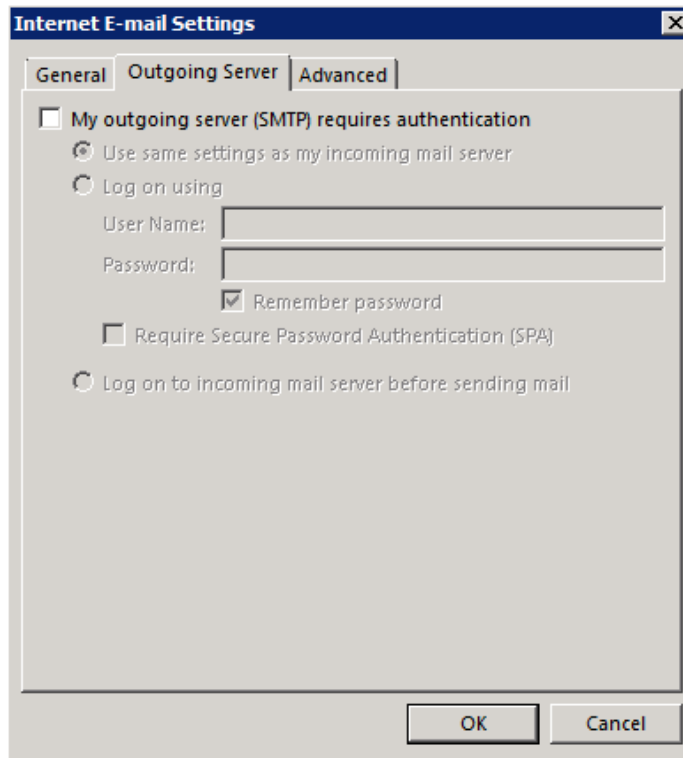 Internet E-mail Settings
General Outgoing Server Advanced
My outgoing server (SMTP) requires authentication
Use same settings as my incoming mail server
Log on using
User Name:
Password:
Remember password
Require Secure Password Authentication (SPA)
Log on to incoming mail server before sending mail
OK Cancel